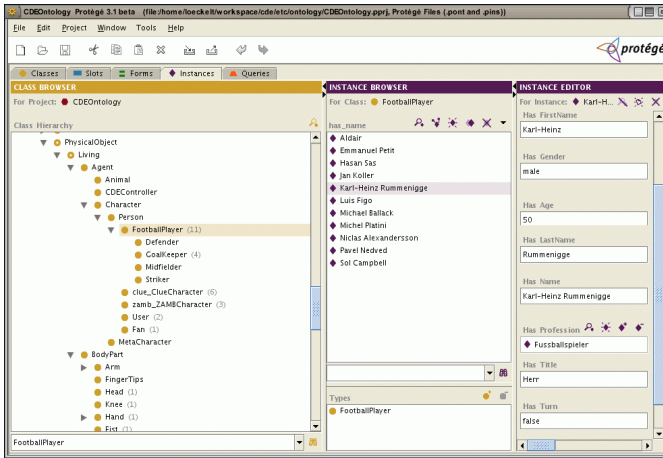 CDEOntology Protégé 3.1 beta (file:/home/loeckelt/workspace/cde/etc/ontology/CDEOntology.pprj, Protégé Files (.pont and .pins))
File Edit Project Window Tools Help
protégé
Classes Slots Forms Instances Queries
CLASS BROWSER
For Project: CDEOntology
Class Hierarchy
PhysicalObject
Living
Agent
Animal
CDEController
Character
Person
FootballPlayer (11)
Defender
GoalKeeper (4)
Midfielder
Striker
clue_ClueCharacter (6)
zamb_ZAMBCharacter (3)
User (2)
Fan (1)
MetaCharacter
BodyPart
Arm
FingerTips
Head (1)
Knee (1)
Hand (1)
Fist (1)
FootballPlayer
INSTANCE BROWSER
For Class: FootballPlayer
has_name
Aldair
Emmanuel Petit
Hasan Sas
Jan Koller
Karl-Heinz Rummenigge
Luis Figo
Michael Ballack
Michel Platini
Niclas Alexandersson
Pavel Nedved
Sol Campbell
Types
FootballPlayer
INSTANCE EDITOR
For Instance: Karl-H...
Has FirstName
Karl-Heinz
Has Gender
male
Has Age
50
Has LastName
Rummenigge
Has Name
Karl-Heinz Rummenigge
Has Profession
Fussballspieler
Has Title
Herr
Has Turn
false